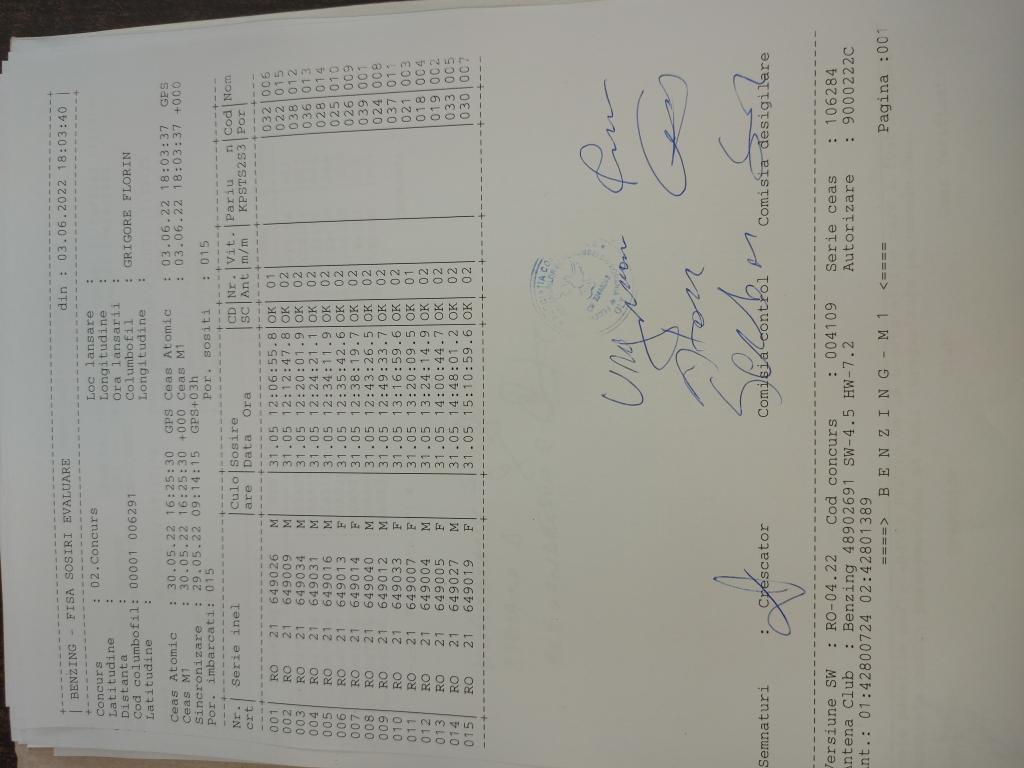 BENZING - FISA SOSIRI EVALUARE din : 03.06.2022 18:03:40
Concurs : 02.Concurs Loc lansare :
Latitudine : Longitudine :
Distanta : Ora lansarii :
Cod columbofil: 00001 006291 Columbofil : GRIGORE FLORIN
Latitudine : Longitudine :
Ceas Atomic : 30.05.22 16:25:30 GPS Ceas Atomic : 03.06.22 18:03:37 GPS
Ceas M1 : 30.05.22 16:25:30 +000 Ceas M1 : 03.06.22 18:03:37 +000
Sincronizare : 29.05.22 09:14:15 GPS+03h
Por. imbarcati: 015 Por. sositi : 015
Nr. Serie inel Culo Sosire CD Nr Vit. Pariu n Cod Nom
crt are Data Ora SC Ant m/m KPSTS2S3 Por
001 RO 21 649026 M 31.05 12:06:55.8 OK 01 032 006
002 RO 21 649009 M 31.05 12:12:47.8 OK 02 022 015
003 RO 21 649034 M 31.05 12:20:01.9 OK 02 038 012
004 RO 21 649031 M 31.05 12:24:21.1 OK 02 036 013
005 RO 21 649016 M 31.05 12:34:11.9 OK 02 028 014
006 RO 21 649013 F 31.05 12:35:42.6 OK 02 025 010
007 RO 21 649014 F 31.05 12:38:19.7 OK 02 026 009
008 RO 21 649040 M 31.05 12:43:26.5 OK 02 039 001
009 RO 21 649012 M 31.05 12:49:33.7 OK 02 024 008
010 RO 21 649033 F 31.05 13:16:59.6 OK 02 037 011
011 RO 21 649007 F 31.05 13:20:09.5 OK 01 021 003
012 RO 21 649004 M 31.05 13:24:14.9 OK 02 018 004
013 RO 21 649005 F 31.05 14:00:44.7 OK 02 019 002
014 RO 21 649027 M 31.05 14:48:01.2 OK 02 033 005
015 RO 21 649019 F 31.05 15:10:59.6 OK 02 030 007
Semnaturi : Crescator Comisia control Comisia desigilare
Versiune SW : RO-04.22 Cod concurs : 004109 Serie ceas : 106284
Antena Club : Benzing 48902691 SW-4.5 HW-7.2 Autorizare : 9000222C
Ant.: 01:42800724 02:42801389
====> B E N Z I N G - M 1 <==== Pagina :001